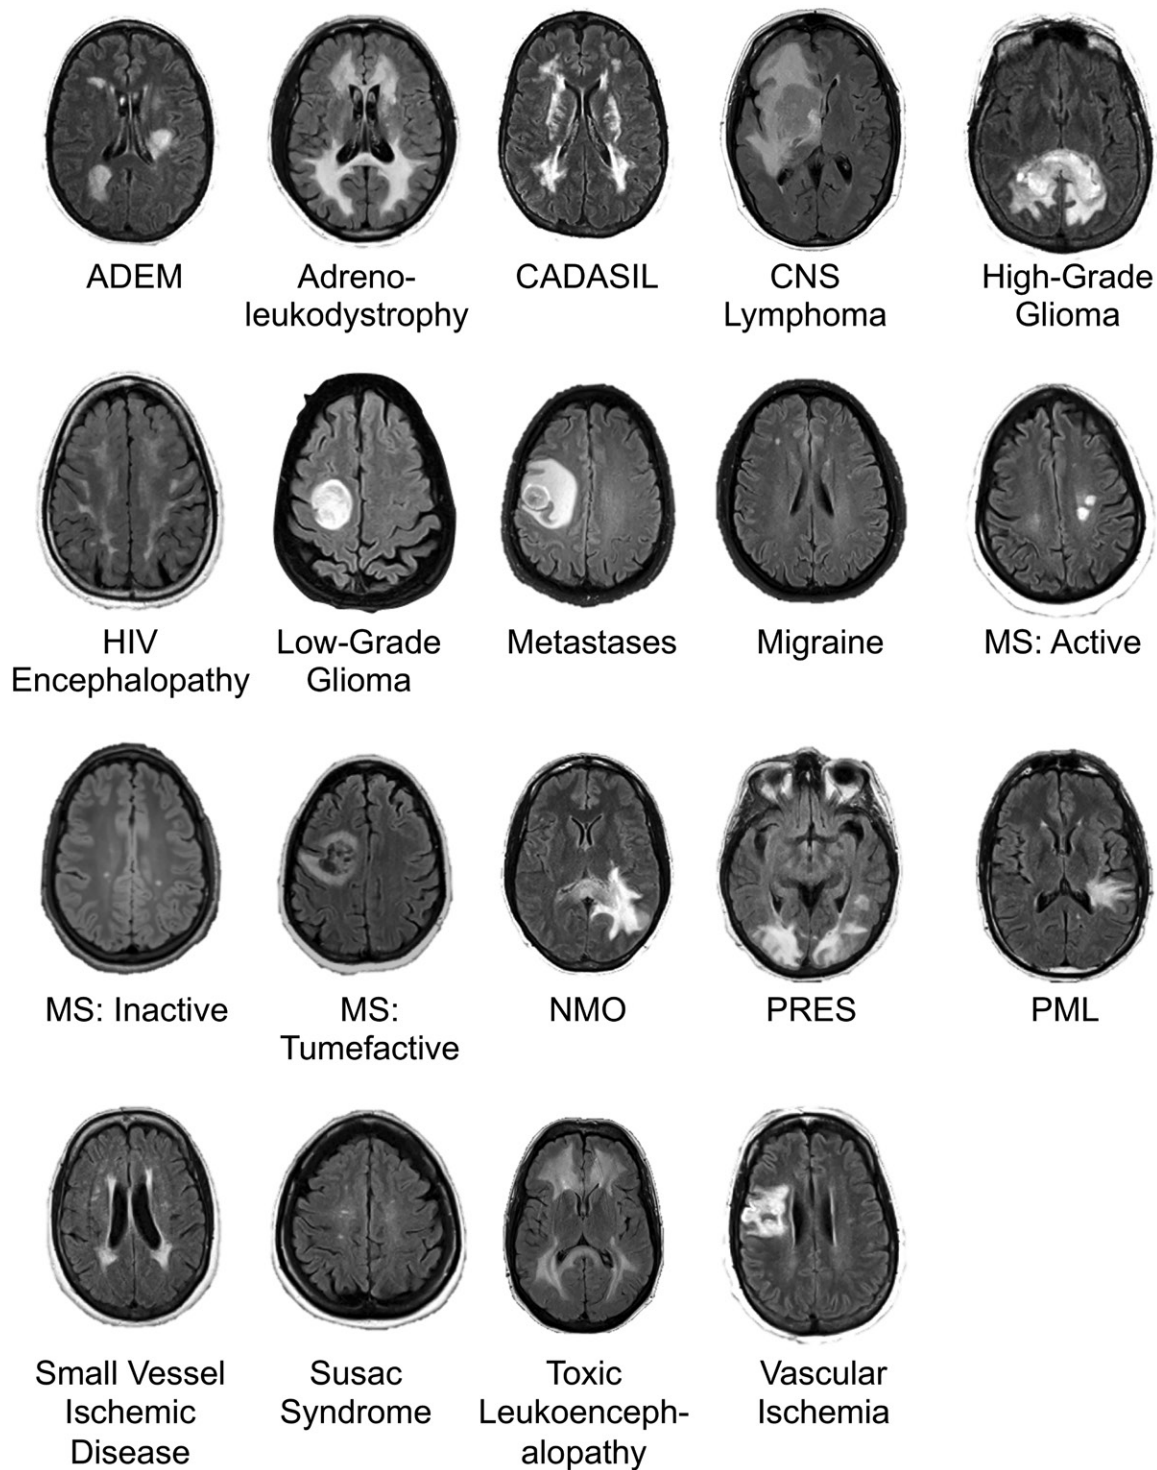 ADEM
Adreno-
leukodystrophy
CADASIL
CNS
Lymphoma
High-Grade
Glioma
HIV
Encephalopathy
Low-Grade
Glioma
Metastases
Migraine
MS: Active
MS: Inactive
MS:
Tumefactive
NMO
PRES
PML
Small Vessel
Ischemic
Disease
Susac
Syndrome
Toxic
Leukoenceph-
alopathy
Vascular
Ischemia